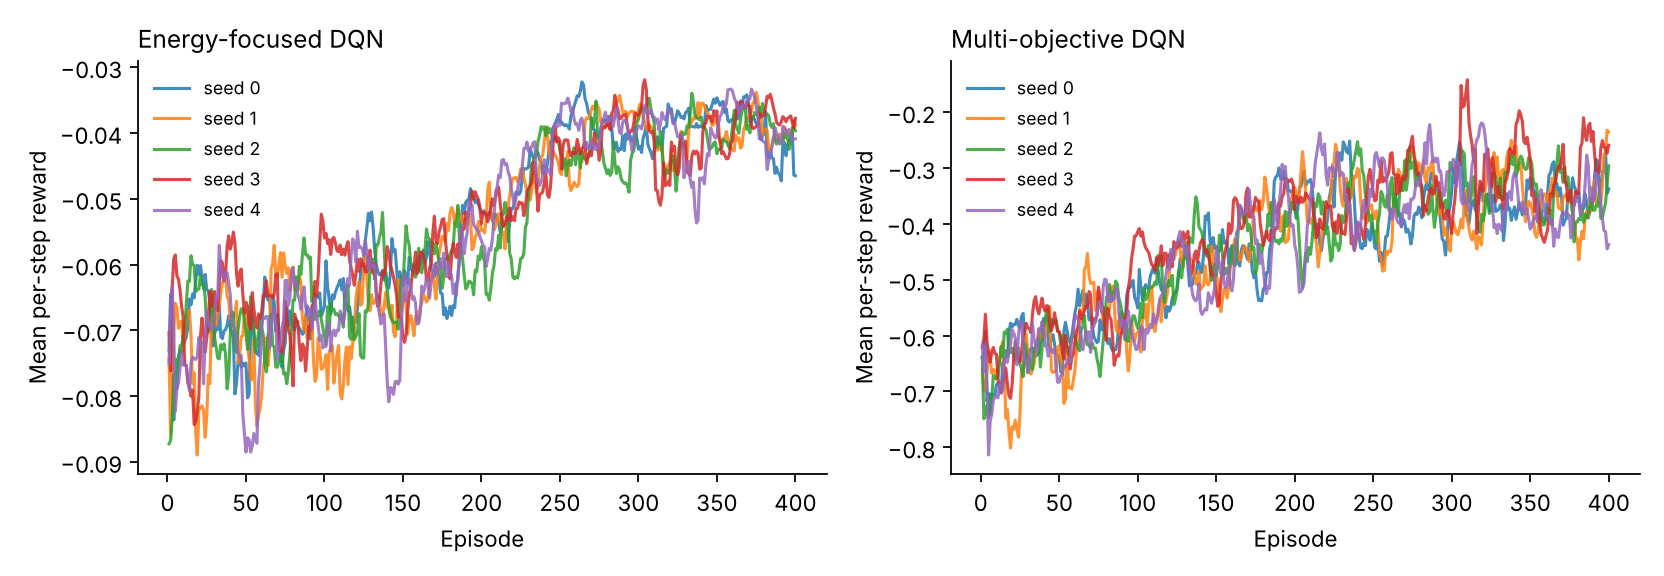 Energy-focused DQN
Mean per-step reward
−0.03
−0.04
−0.05
−0.06
−0.07
−0.08
−0.09
seed 0
seed 1
seed 2
seed 3
seed 4
0 50 100 150 200 250 300 350 400
Episode
Multi-objective DQN
Mean per-step reward
−0.2
−0.3
−0.4
−0.5
−0.6
−0.7
−0.8
seed 0
seed 1
seed 2
seed 3
seed 4
0 50 100 150 200 250 300 350 400
Episode